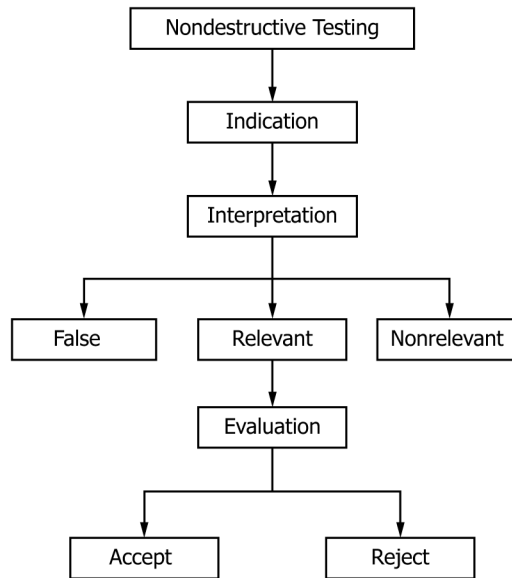 Nondestructive Testing
Indication
Interpretation
False
Relevant
Nonrelevant
Evaluation
Accept
Reject